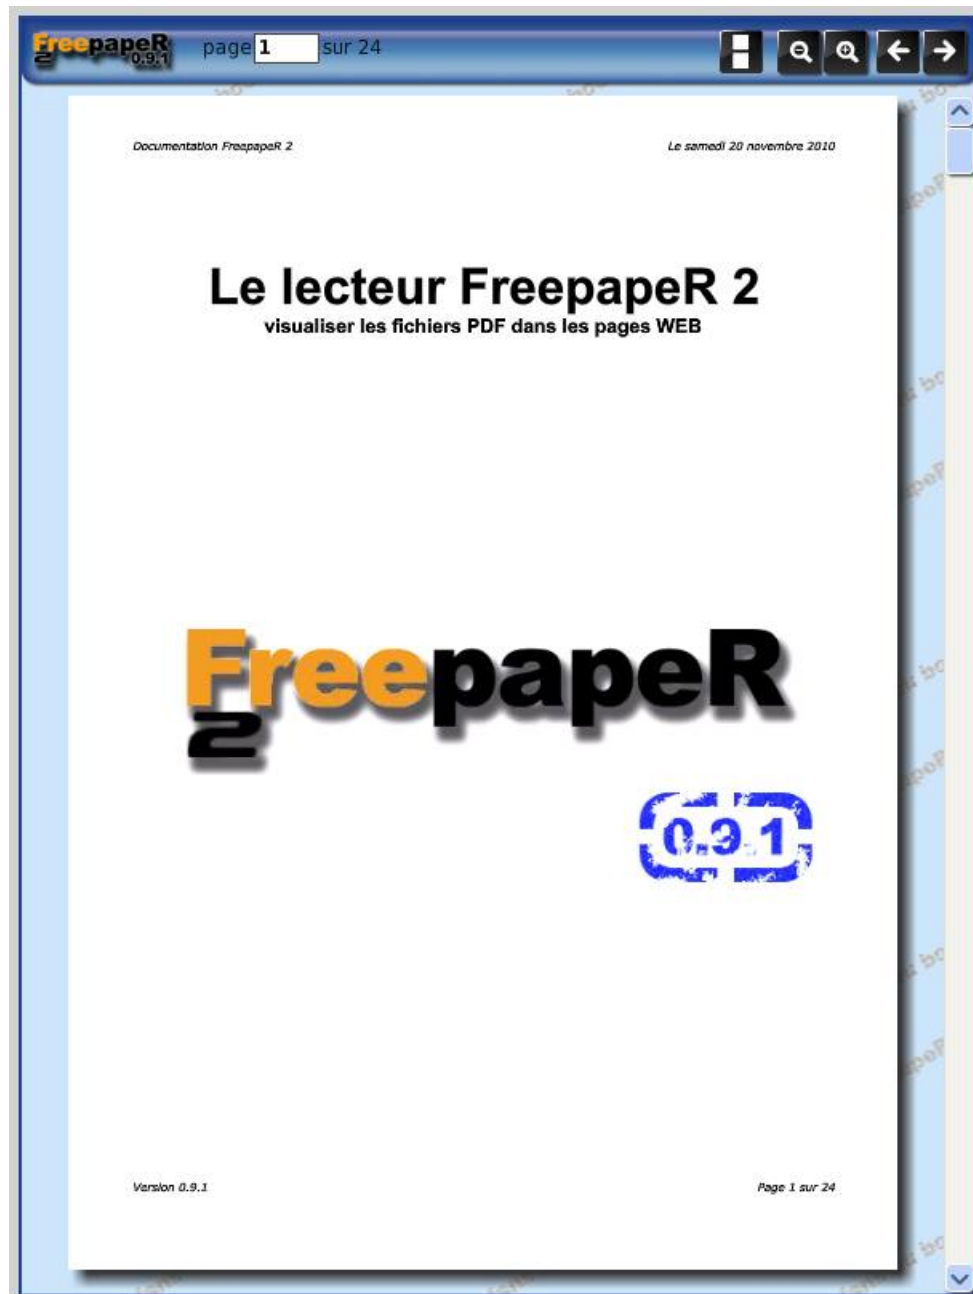 FreepapeR
2 0.9.1
page 1 sur 24
Documentation FreepapeR 2
Le samedi 20 novembre 2010
Le lecteur FreepapeR 2
visualiser les fichiers PDF dans les pages WEB
FreepapeR
2
0.9.1
Version 0.9.1
Page 1 sur 24